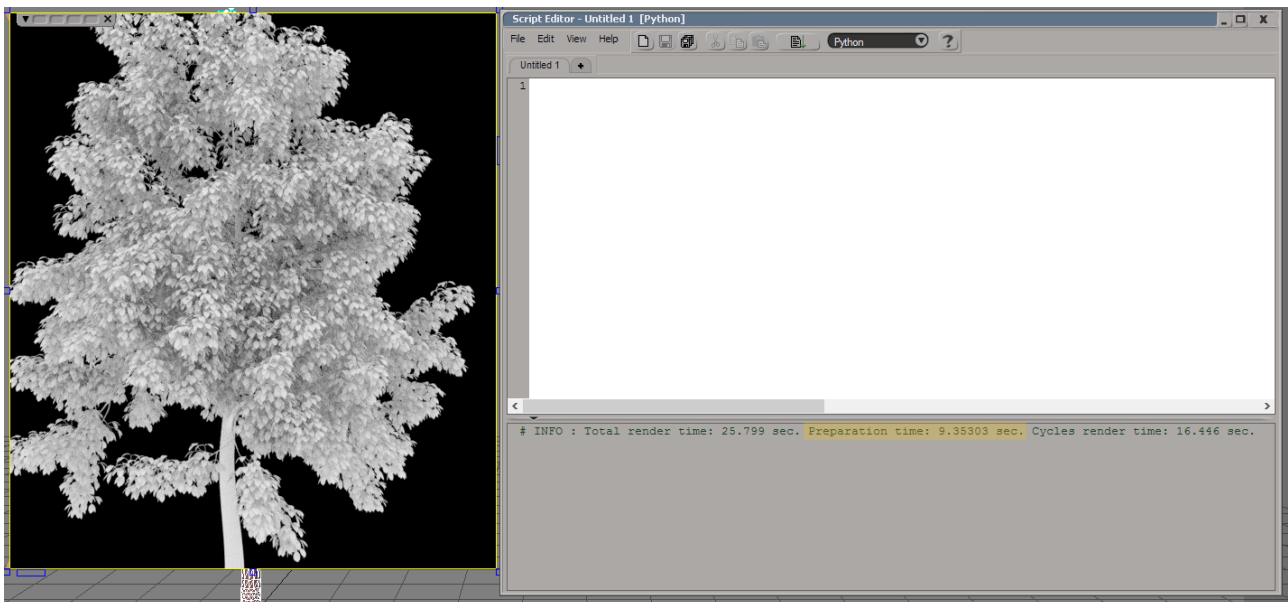 Script Editor - Untitled 1 [Python]
File Edit View Help Python ?
Untitled 1 +
1
# INFO : Total render time: 25.799 sec. Preparation time: 9.35303 sec. Cycles render time: 16.446 sec.